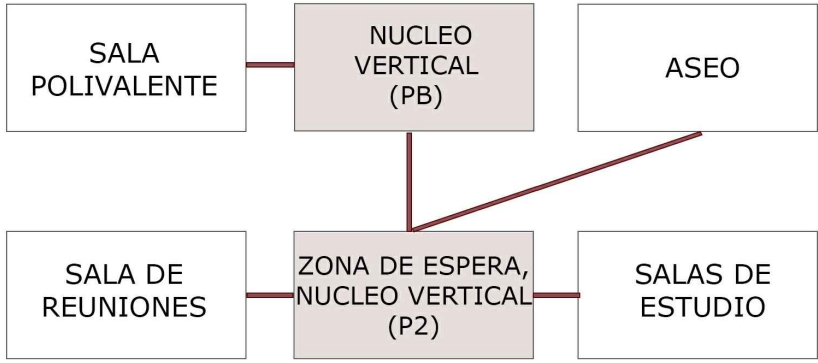 SALA
POLIVALENTE
NUCLEO
VERTICAL
(PB)
ASEO
SALA DE
REUNIONES
ZONA DE ESPERA,
NUCLEO VERTICAL
(P2)
SALAS DE
ESTUDIO